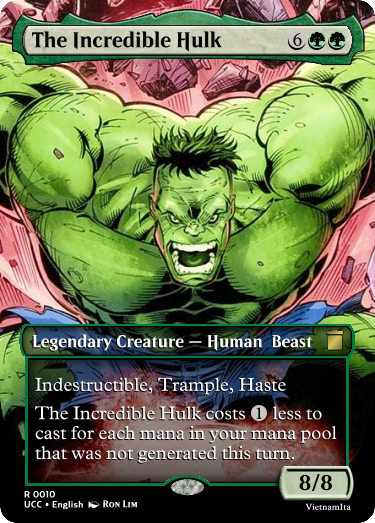 The Incredible Hulk 6
Legendary Creature — Human Beast
Indestructible, Trample, Haste
The Incredible Hulk costs 1 less to
cast for each mana in your mana pool
that was not generated this turn.
8/8
R 0010
UCC • English Ron Lim
VietnamIta